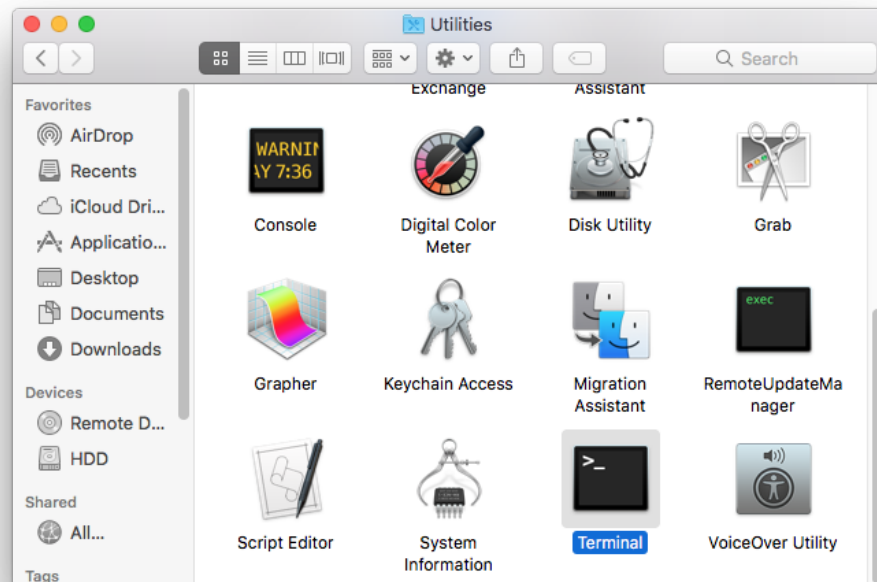 Utilities
Search
Favorites
AirDrop
Recents
iCloud Dri...
Applicatio...
Desktop
Documents
Downloads
Devices
Remote D...
HDD
Shared
All...
Tags
Exchange
Assistant
WARNIN
AY 7:36
Console
Digital Color
Meter
Disk Utility
Grab
Grapher
Keychain Access
Migration
Assistant
exec
RemoteUpdateMa
nager
>_
Script Editor
System
Information
Terminal
VoiceOver Utility